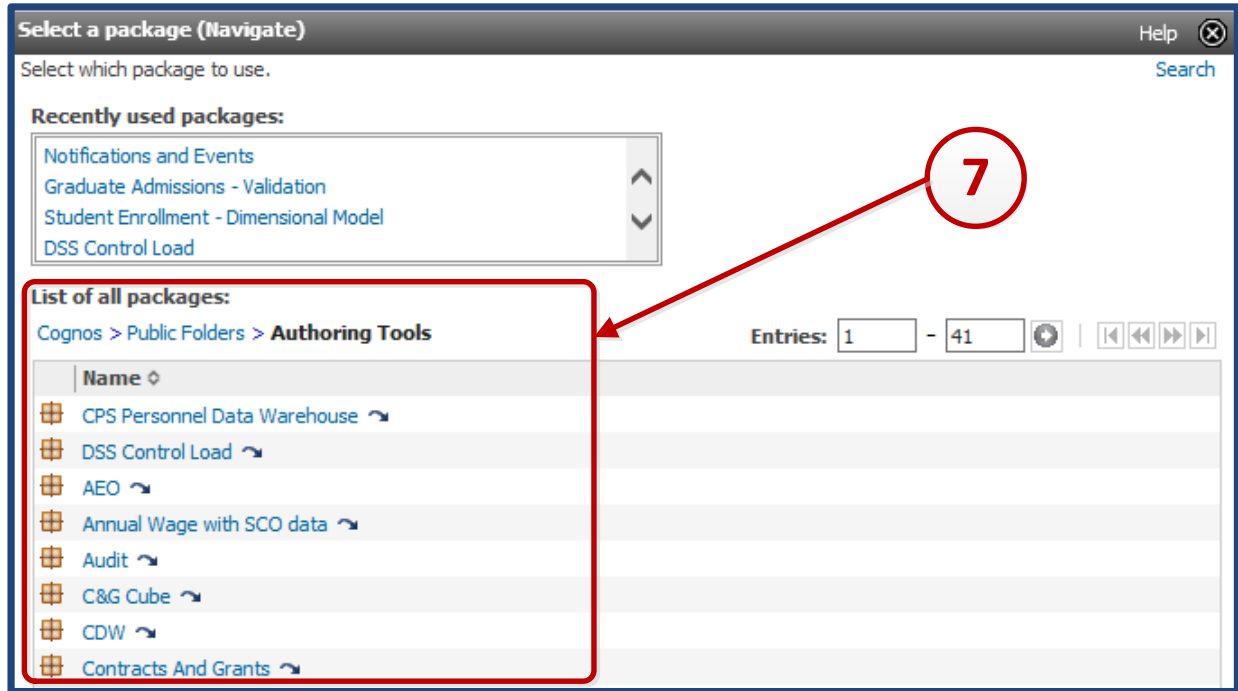 Select a package (Navigate) Help
Select which package to use. Search
Recently used packages:
Notifications and Events
Graduate Admissions - Validation
Student Enrollment - Dimensional Model
DSS Control Load
7
List of all packages:
Cognos > Public Folders > Authoring Tools Entries: 1 - 41
Name
CPS Personnel Data Warehouse
DSS Control Load
AEO
Annual Wage with SCO data
Audit
C&G Cube
CDW
Contracts And Grants